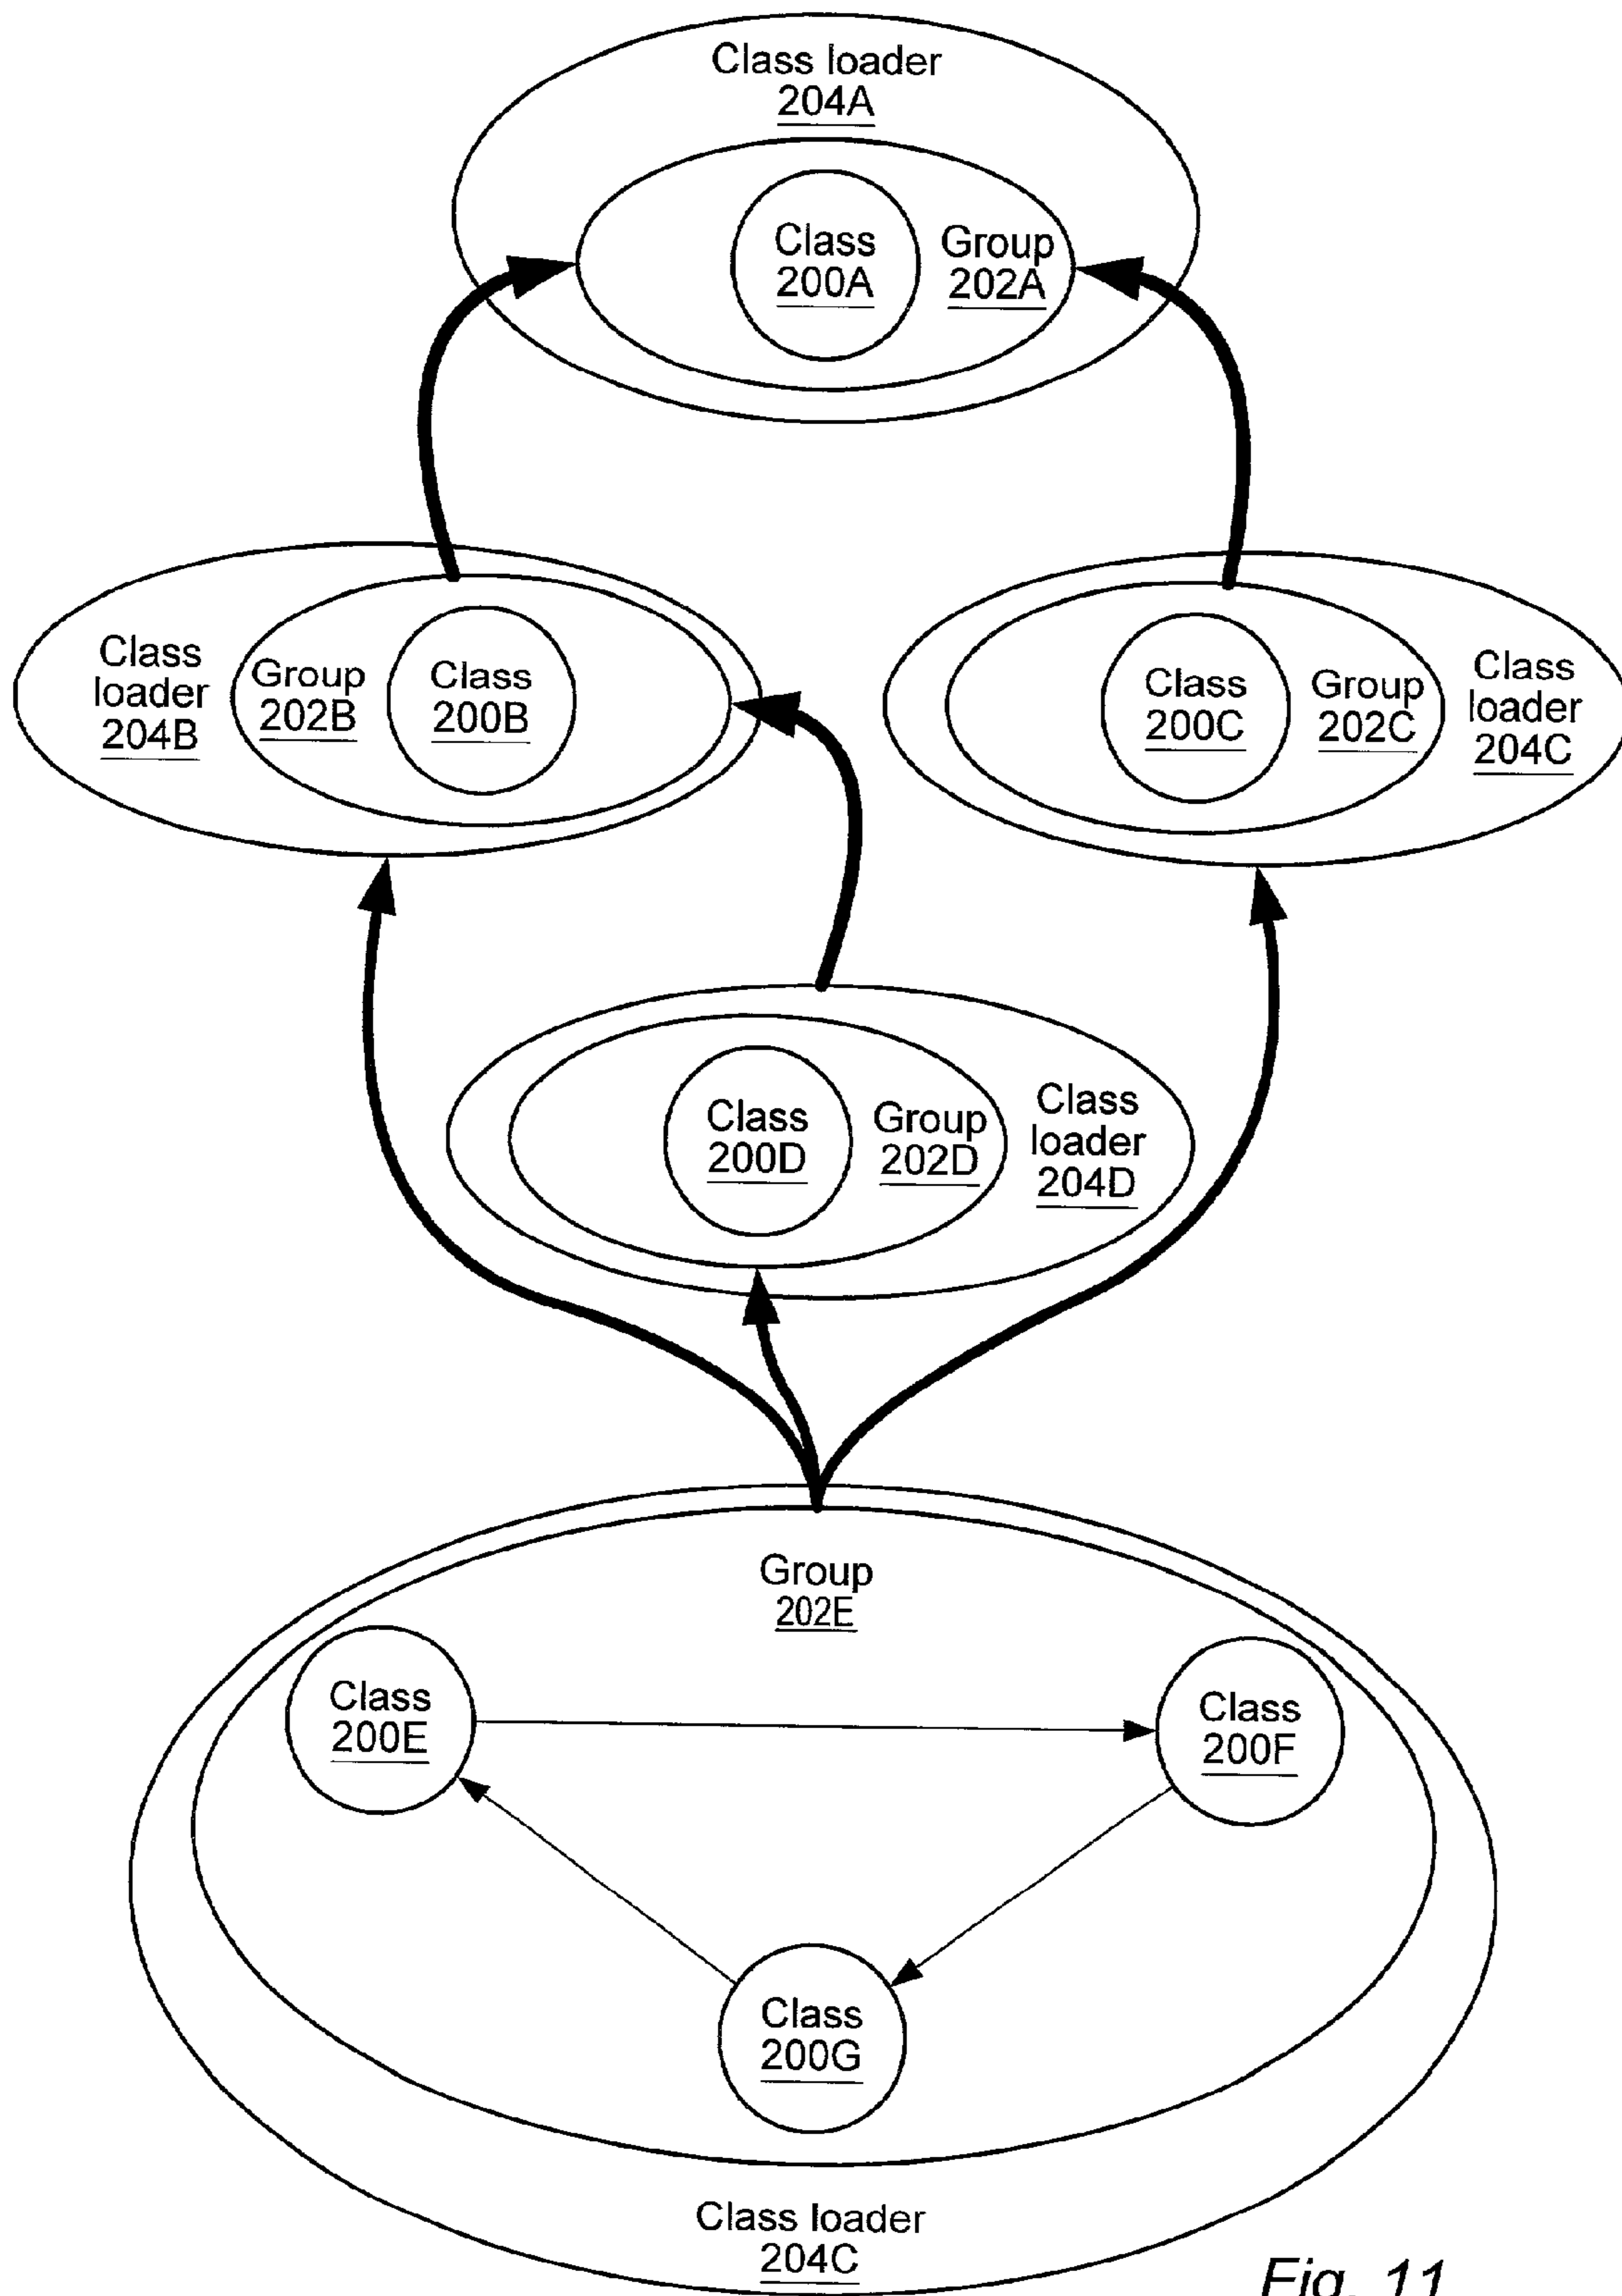 Class loader
204A
Class
200A
Group
202A
Class
loader
204B
Group
202B
Class
200B
Class
200C
Group
202C
Class
loader
204C
Class
200D
Group
202D
Class
loader
204D
Group
202E
Class
200E
Class
200F
Class
200G
Class loader
204C
Fig. 11